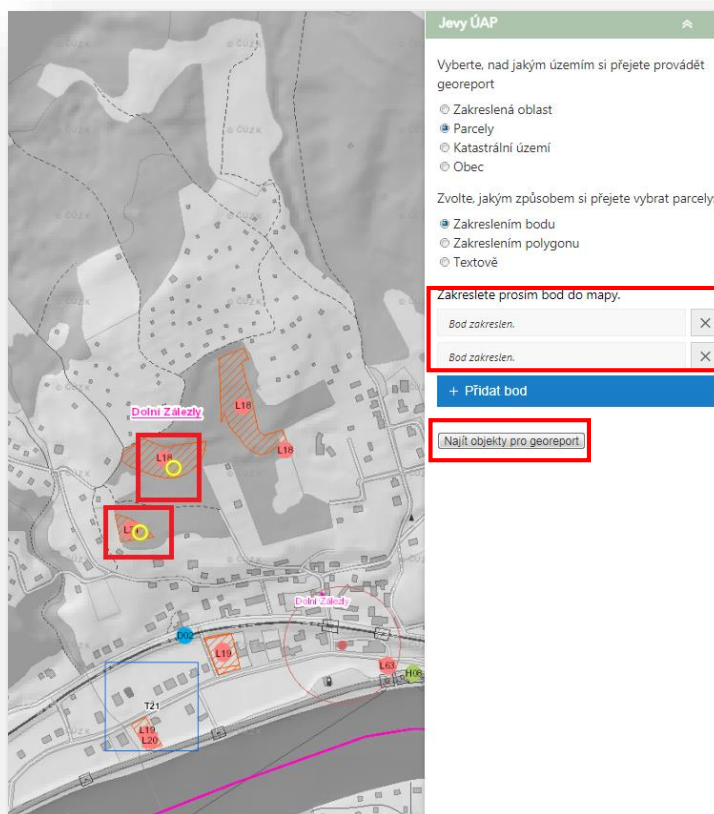 Jevy ÚAP
Vyberte, nad jakým územím si přejete provádět
georeport
Zakreslená oblast
Parcely
Katastrální území
Obec
Zvolte, jakým způsobem si přejete vybrat parcely:
Zakreslením bodu
Zakreslením polygonu
Textově
Zakreslete prosím bod do mapy.
Bod zakreslen.
Bod zakreslen.
+ Přidat bod
Najít objekty pro georeport
© ČÚZK
© ČÚZK
L18
Dolní Zálezly
L18
L18
Dolní Zálezly
D02
L19
L63
H08
T21
L19
L20